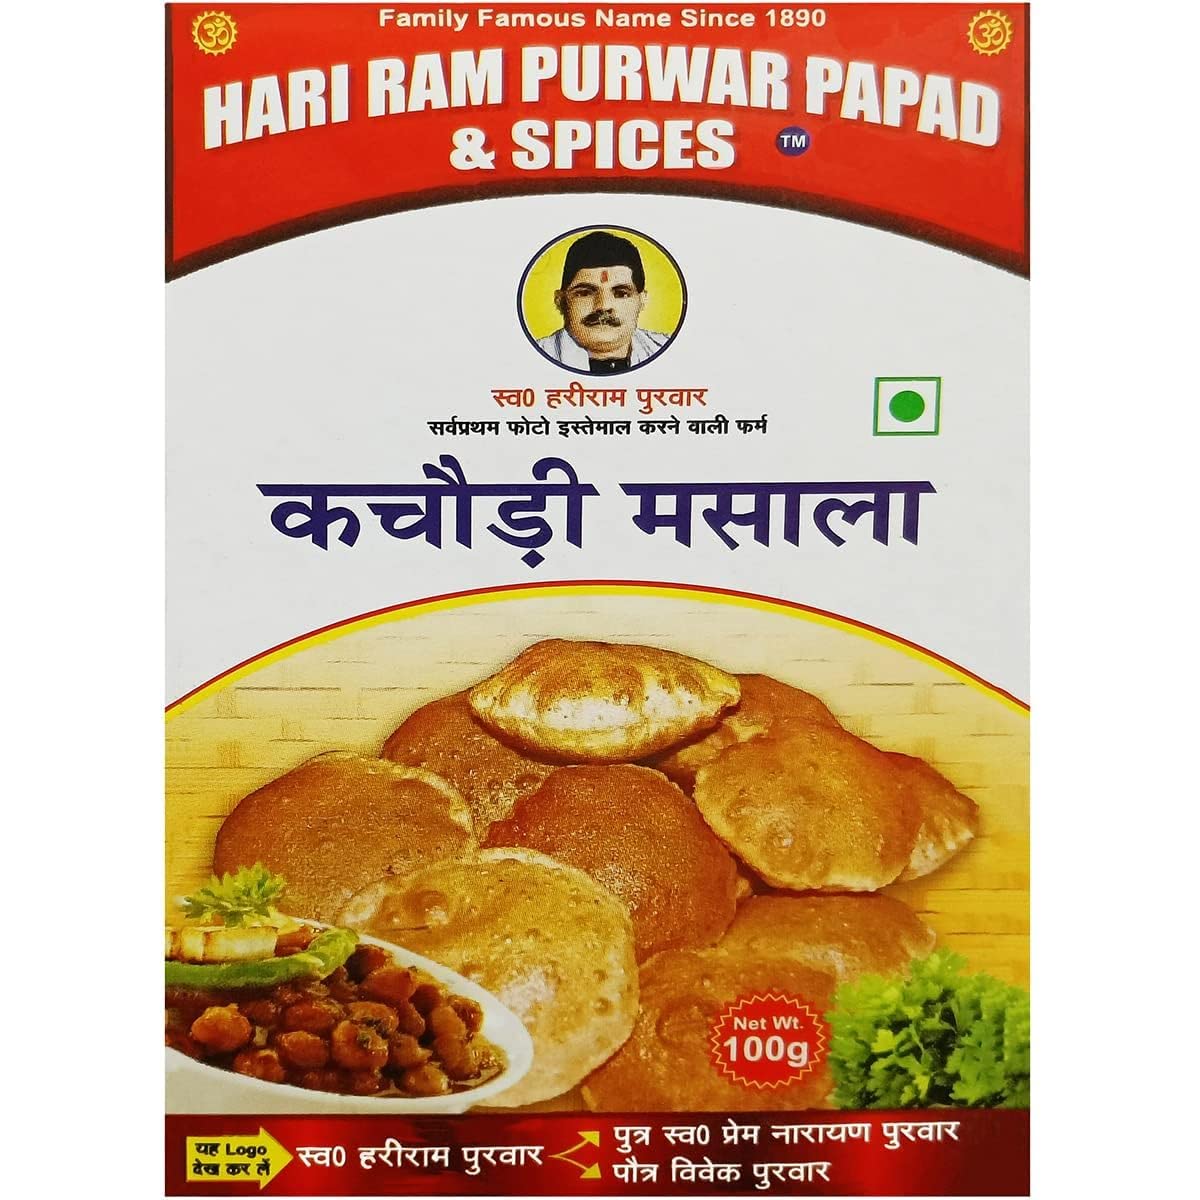 Family Famous Name Since 1890
ॐ
ॐ
HARI RAM PURWAR PAPAD
& SPICES TM
स्व0 हरीराम पुरवार
सर्वप्रथम फोटो इस्तेमाल करने वाली फर्म
कचौड़ी मसाला
Net Wt.
100g
यह Logo
देख कर लें
स्व0 हरीराम पुरवार
पुत्र स्व0 प्रेम नारायण पुरवार
पौत्र विवेक पुरवार